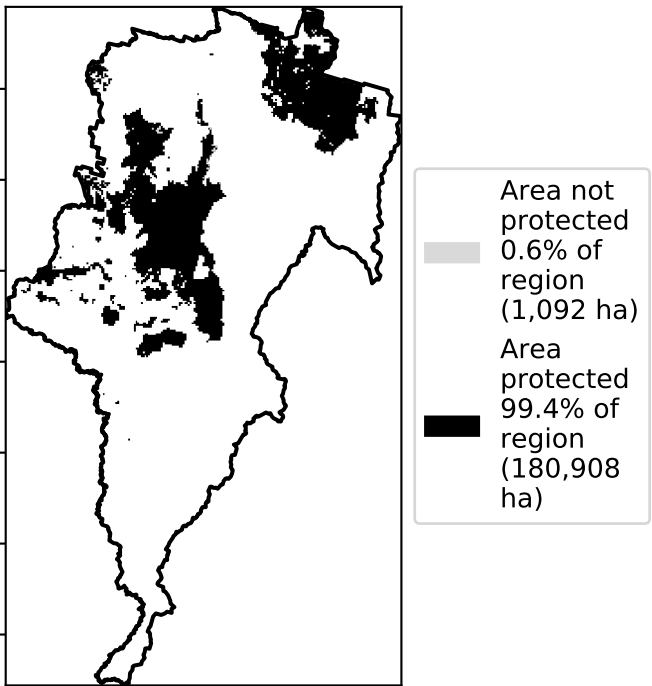 Area not
protected
0.6% of
region
(1,092 ha)
Area
protected
99.4% of
region
(180,908
ha)